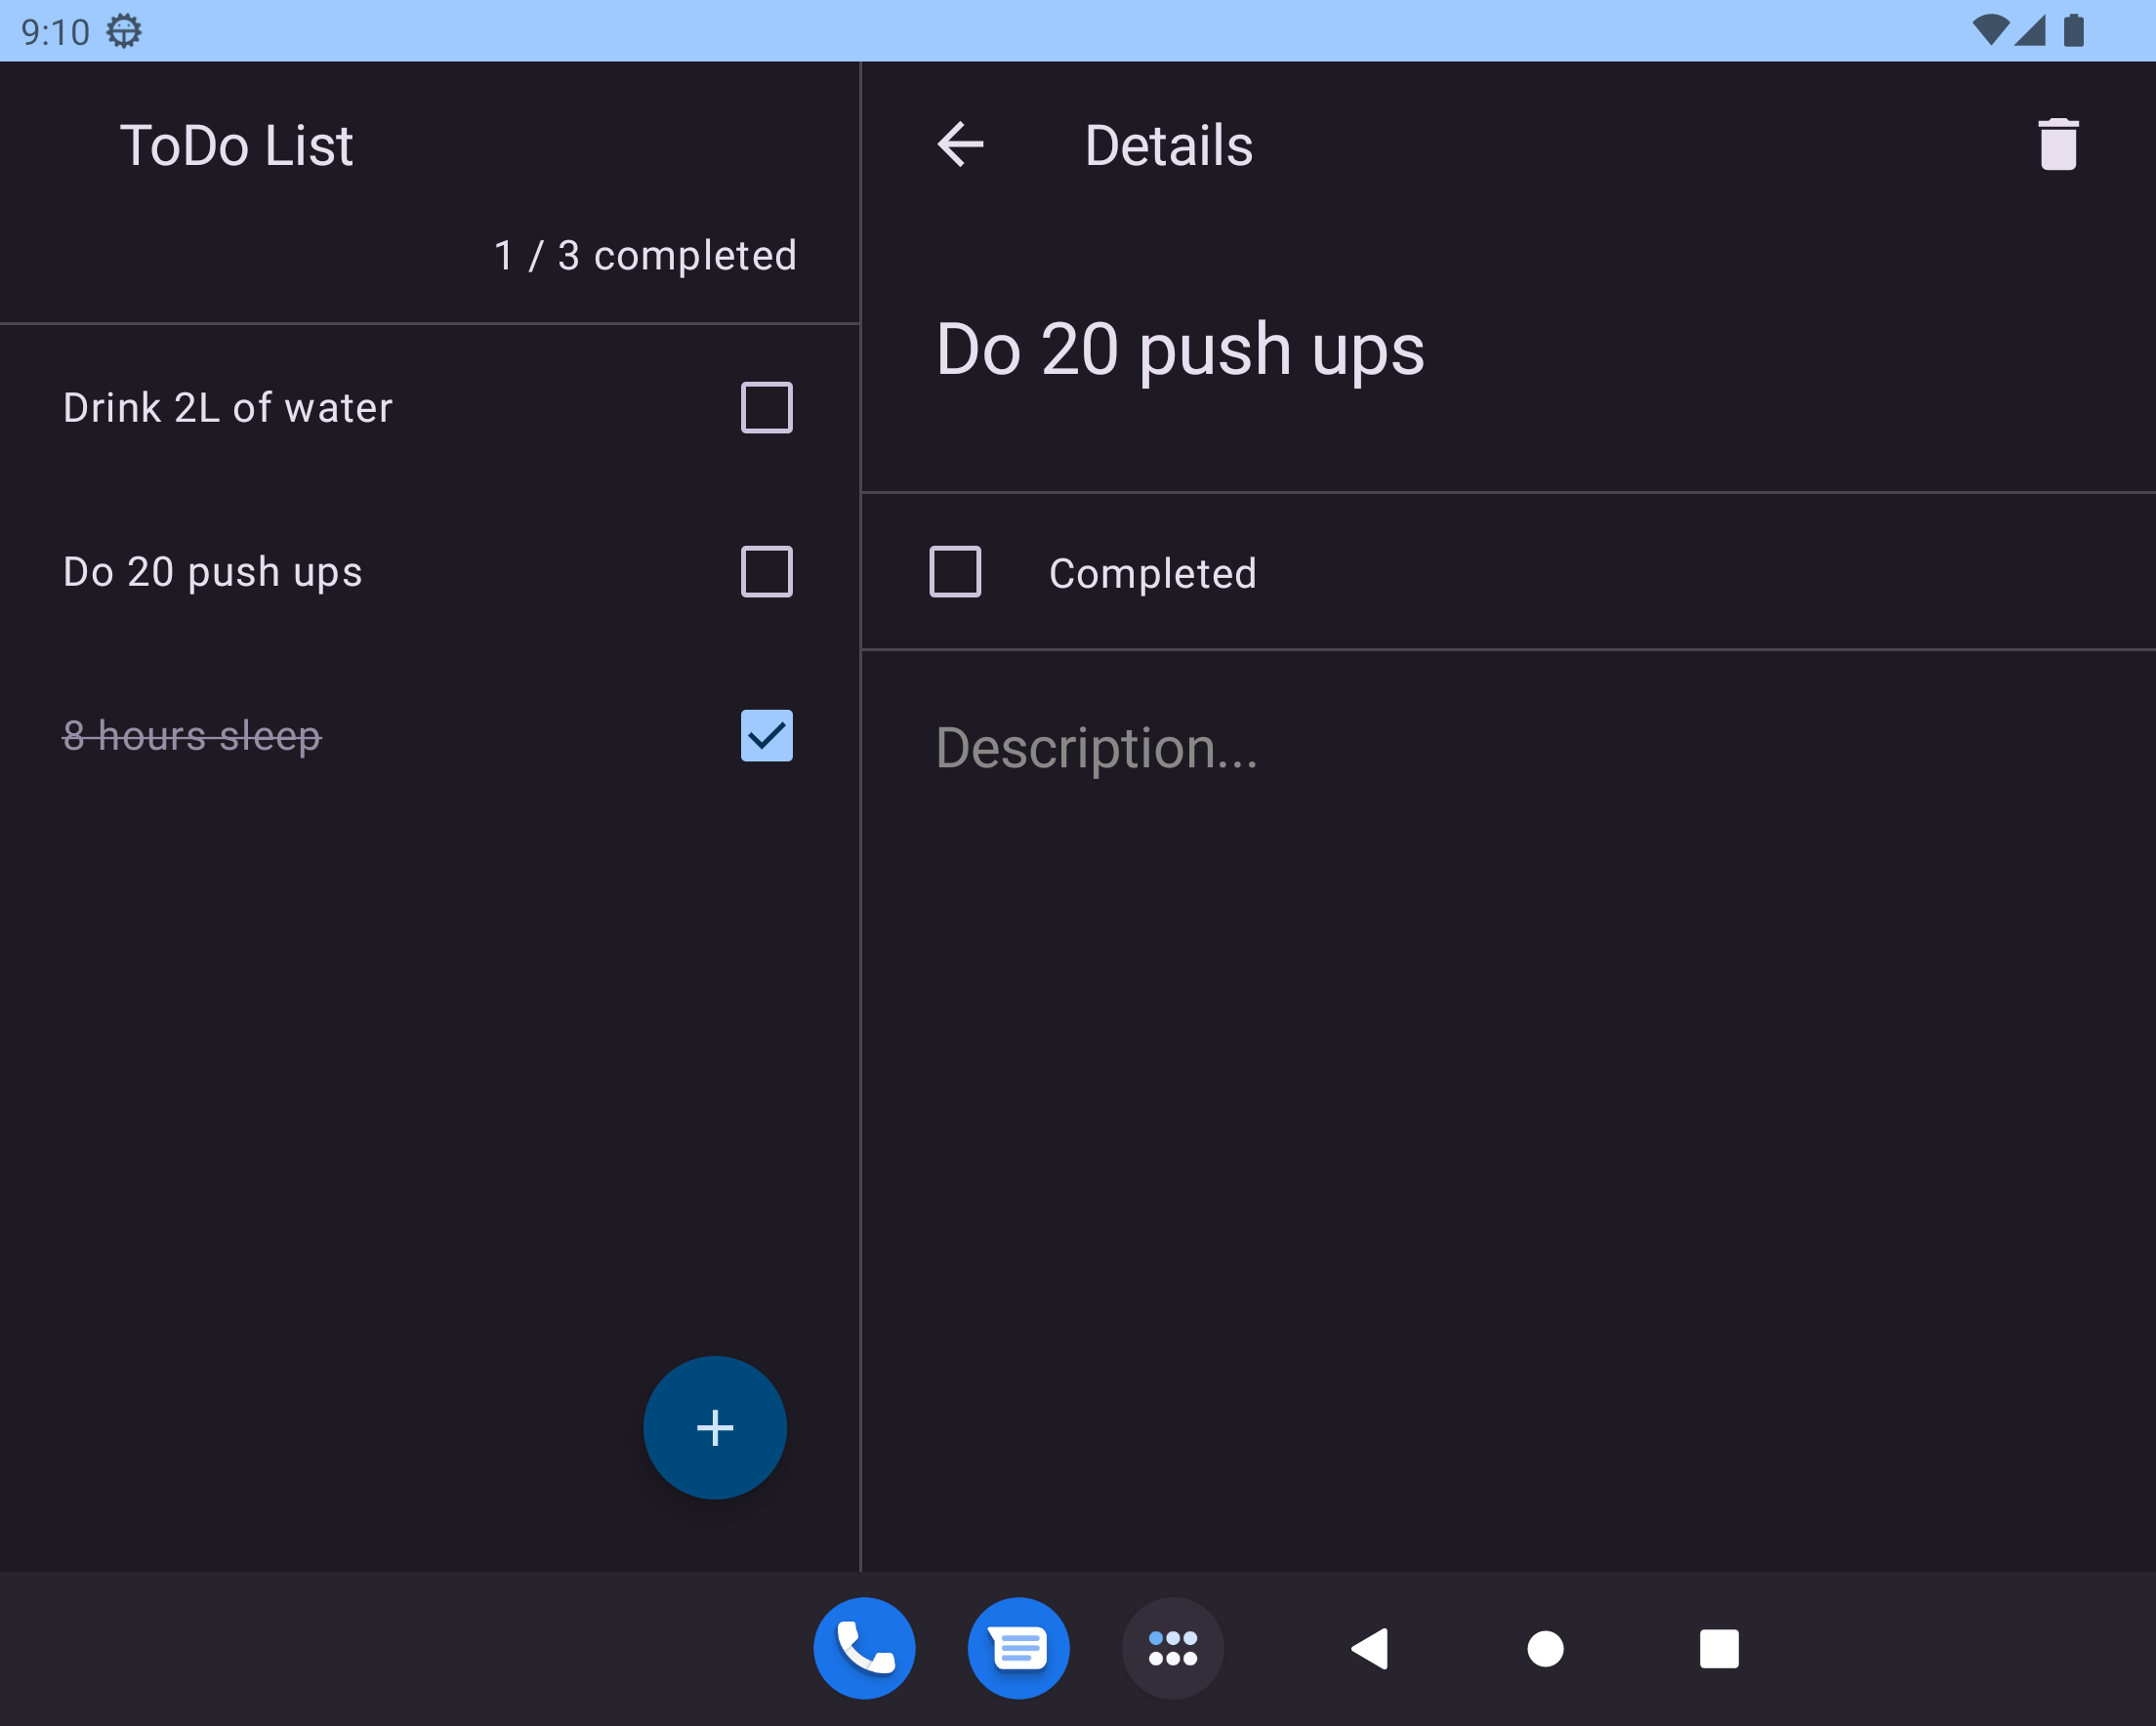 9:10
ToDo List
1 / 3 completed
Drink 2L of water
Do 20 push ups
8 hours sleep
Details
Do 20 push ups
Completed
Description...